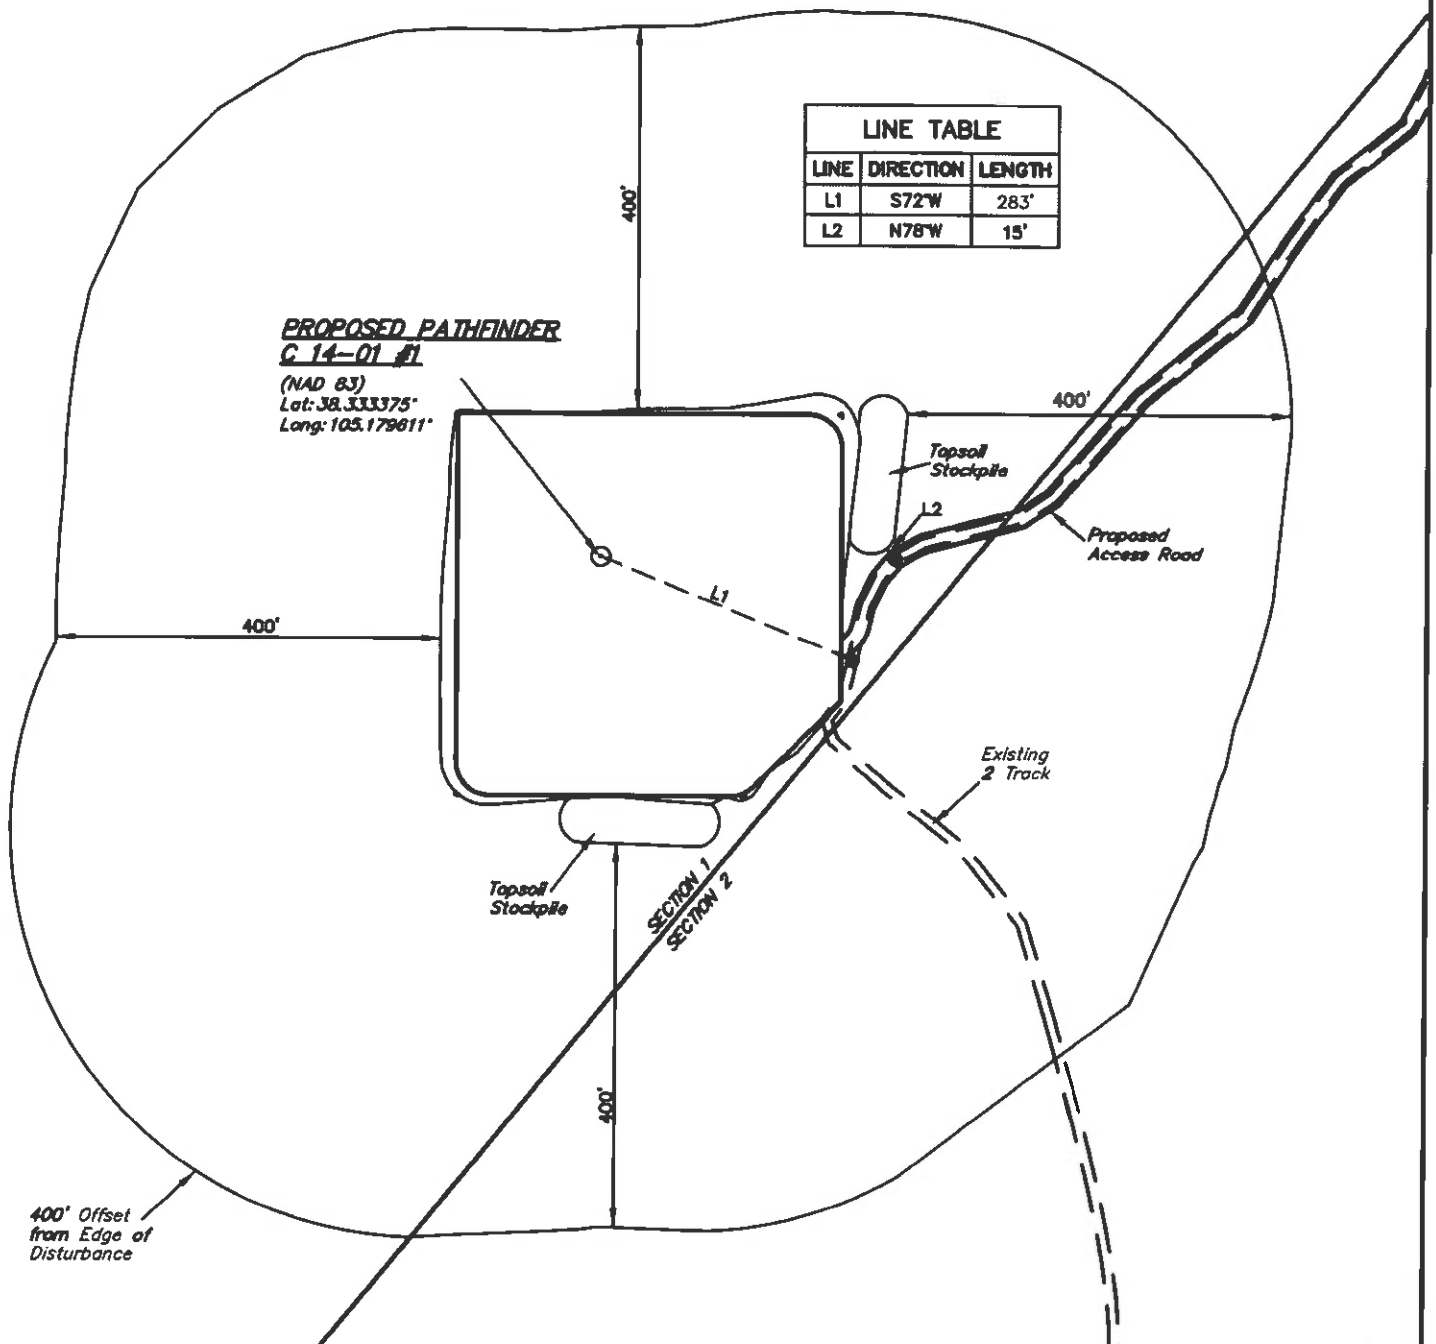 LINE TABLE
LINE DIRECTION LENGTH
L1 S72°W 283'
L2 N78°W 15'
400'
PROPOSED PATHFINDER
C 14-01 #1
(NAD 83)
Lat: 38.333375°
Long: 105.179611°
400'
Topsoil
Stockpile
L2
Proposed
Access Road
L1
400'
Existing
2 Track
Topsoil
Stockpile
SECTION 1
SECTION 2
400'
400' Offset
from Edge of
Disturbance